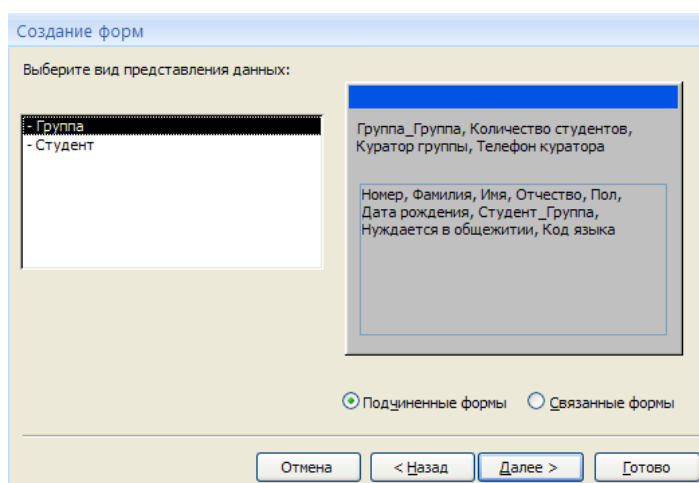 Создание форм
Выберите вид представления данных:
- Группа
- Студент
Группа_Группа, Количество студентов,
Куратор группы, Телефон куратора
Номер, Фамилия, Имя, Отчество, Пол,
Дата рождения, Студент_Группа,
Нуждается в общежитии, Код языка
Подчиненные формы Связанные формы
Отмена < Назад Далее > Готово